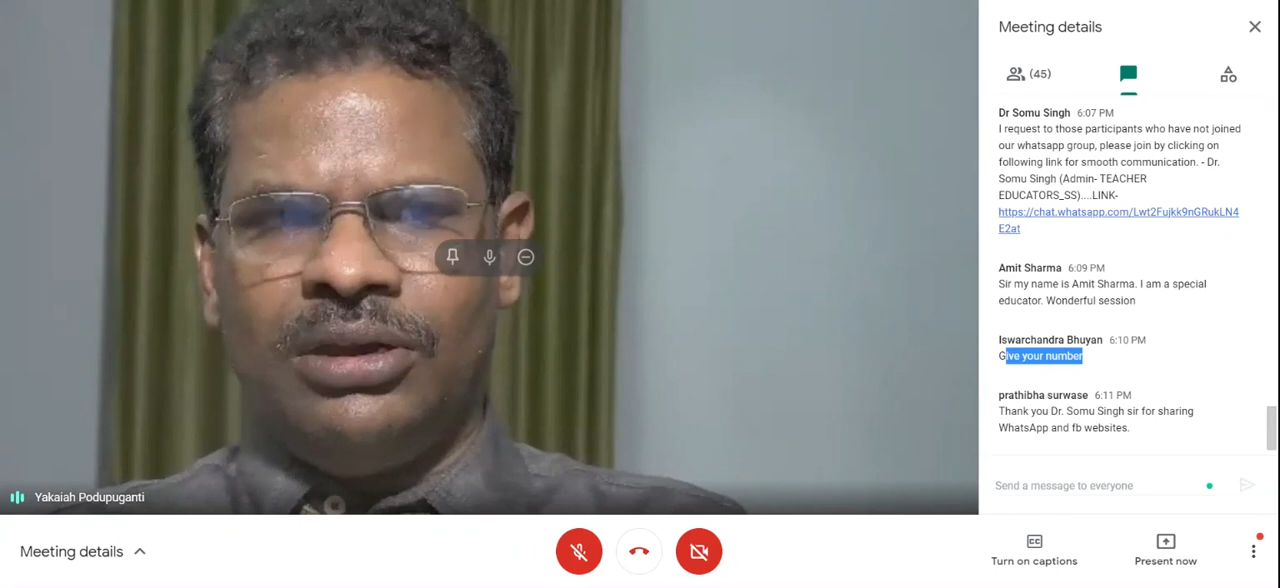 Meeting details
(45)
Dr Somu Singh 6:07 PM
I request to those participants who have not joined
our whatsapp group, please join by clicking on
following link for smooth communication. - Dr.
Somu Singh (Admin- TEACHER
EDUCATORS_SS)....LINK-
https://chat.whatsapp.com/Lwt2Fujkk9nGRukLN4
E2at
Amit Sharma 6:09 PM
Sir my name is Amit Sharma. I am a special
educator. Wonderful session
Iswarchandra Bhuyan 6:10 PM
Give your number
prathibha surwase 6:11 PM
Thank you Dr. Somu Singh sir for sharing
WhatsApp and fb websites.
Send a message to everyone
Yakaiah Podupuganti
Meeting details
CC
Turn on captions
Present now